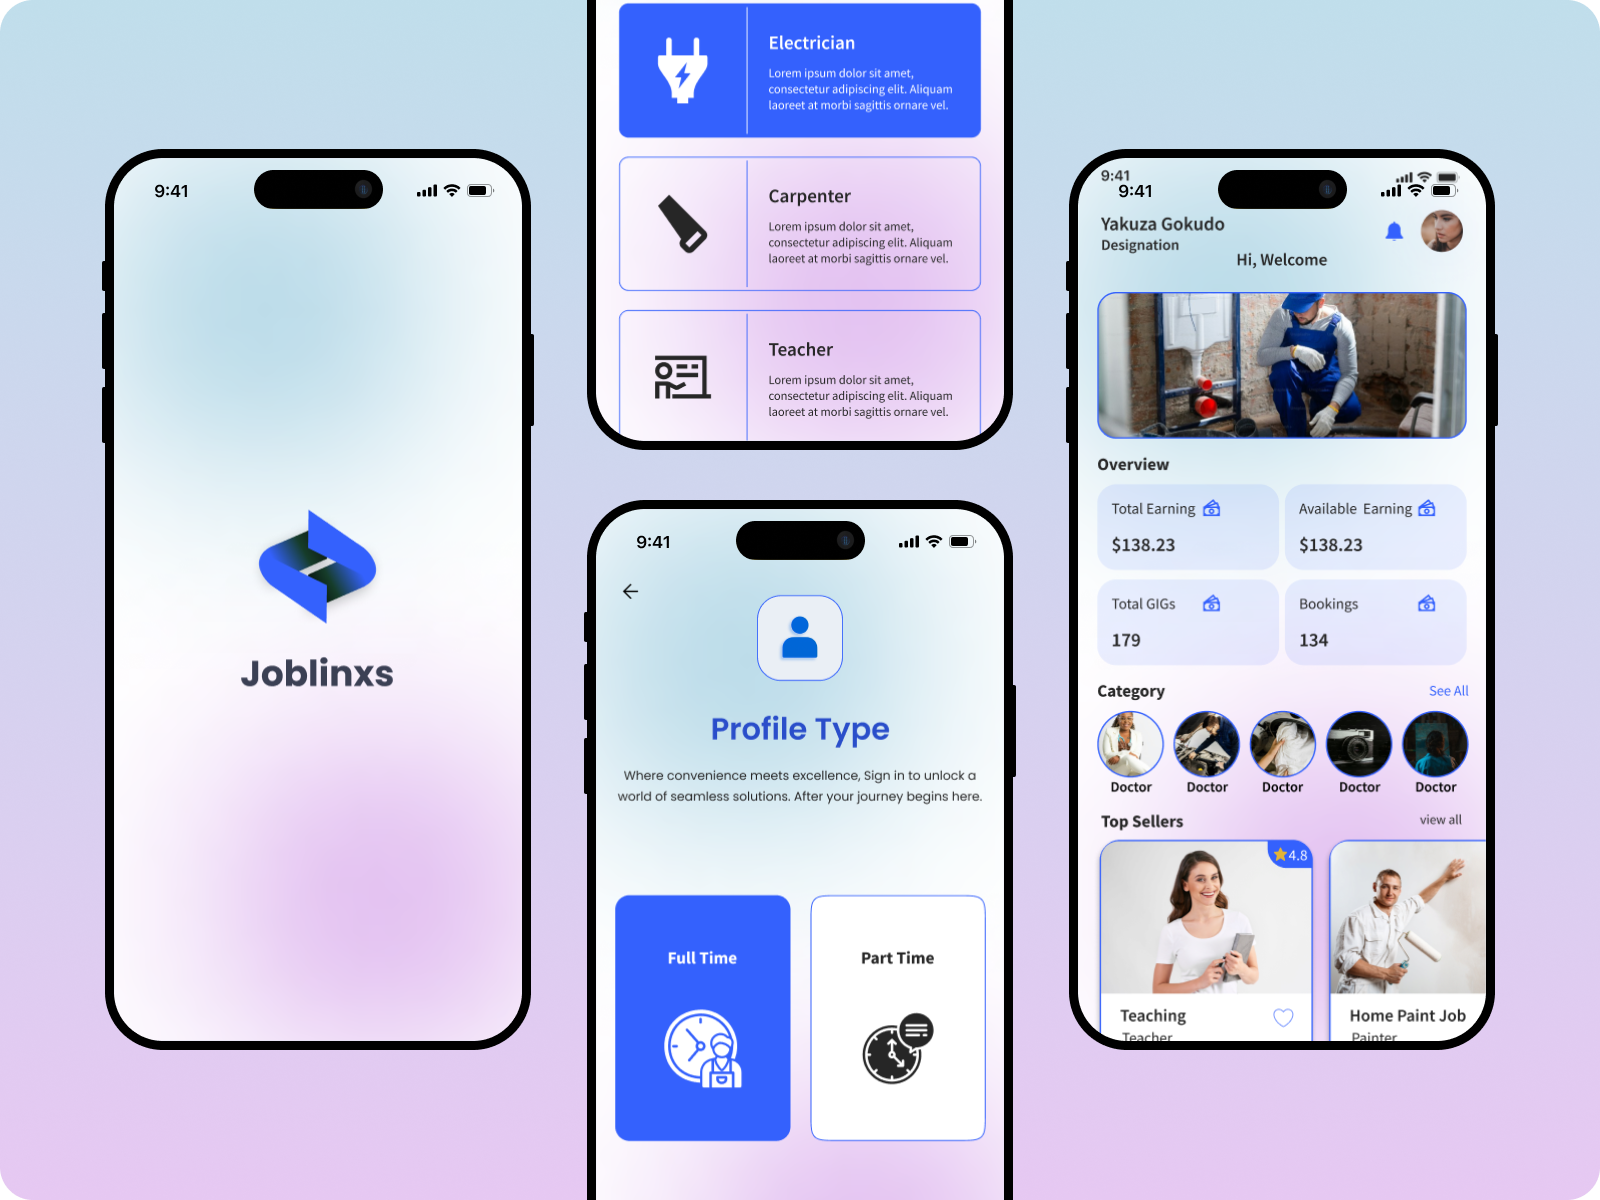 9:41
Joblinxs
Electrician
Lorem ipsum dolor sit amet,
consectetur adipiscing elit. Aliquam
laoreet at morbi sagittis ornare vel.
Carpenter
Lorem ipsum dolor sit amet,
consectetur adipiscing elit. Aliquam
laoreet at morbi sagittis ornare vel.
Teacher
Lorem ipsum dolor sit amet,
consectetur adipiscing elit. Aliquam
laoreet at morbi sagittis ornare vel.
9:41
Profile Type
Where convenience meets excellence, Sign in to unlock a
world of seamless solutions. After your journey begins here.
Full Time
Part Time
9:41
9:41
Yakuza Gokudo
Designation
Hi, Welcome
Overview
Total Earning
$138.23
Available Earning
$138.23
Total GIGs
179
Bookings
134
Category See All
Doctor Doctor Doctor Doctor Doctor
Top Sellers view all
4.8
Teaching
Teacher
Home Paint Job
Painter